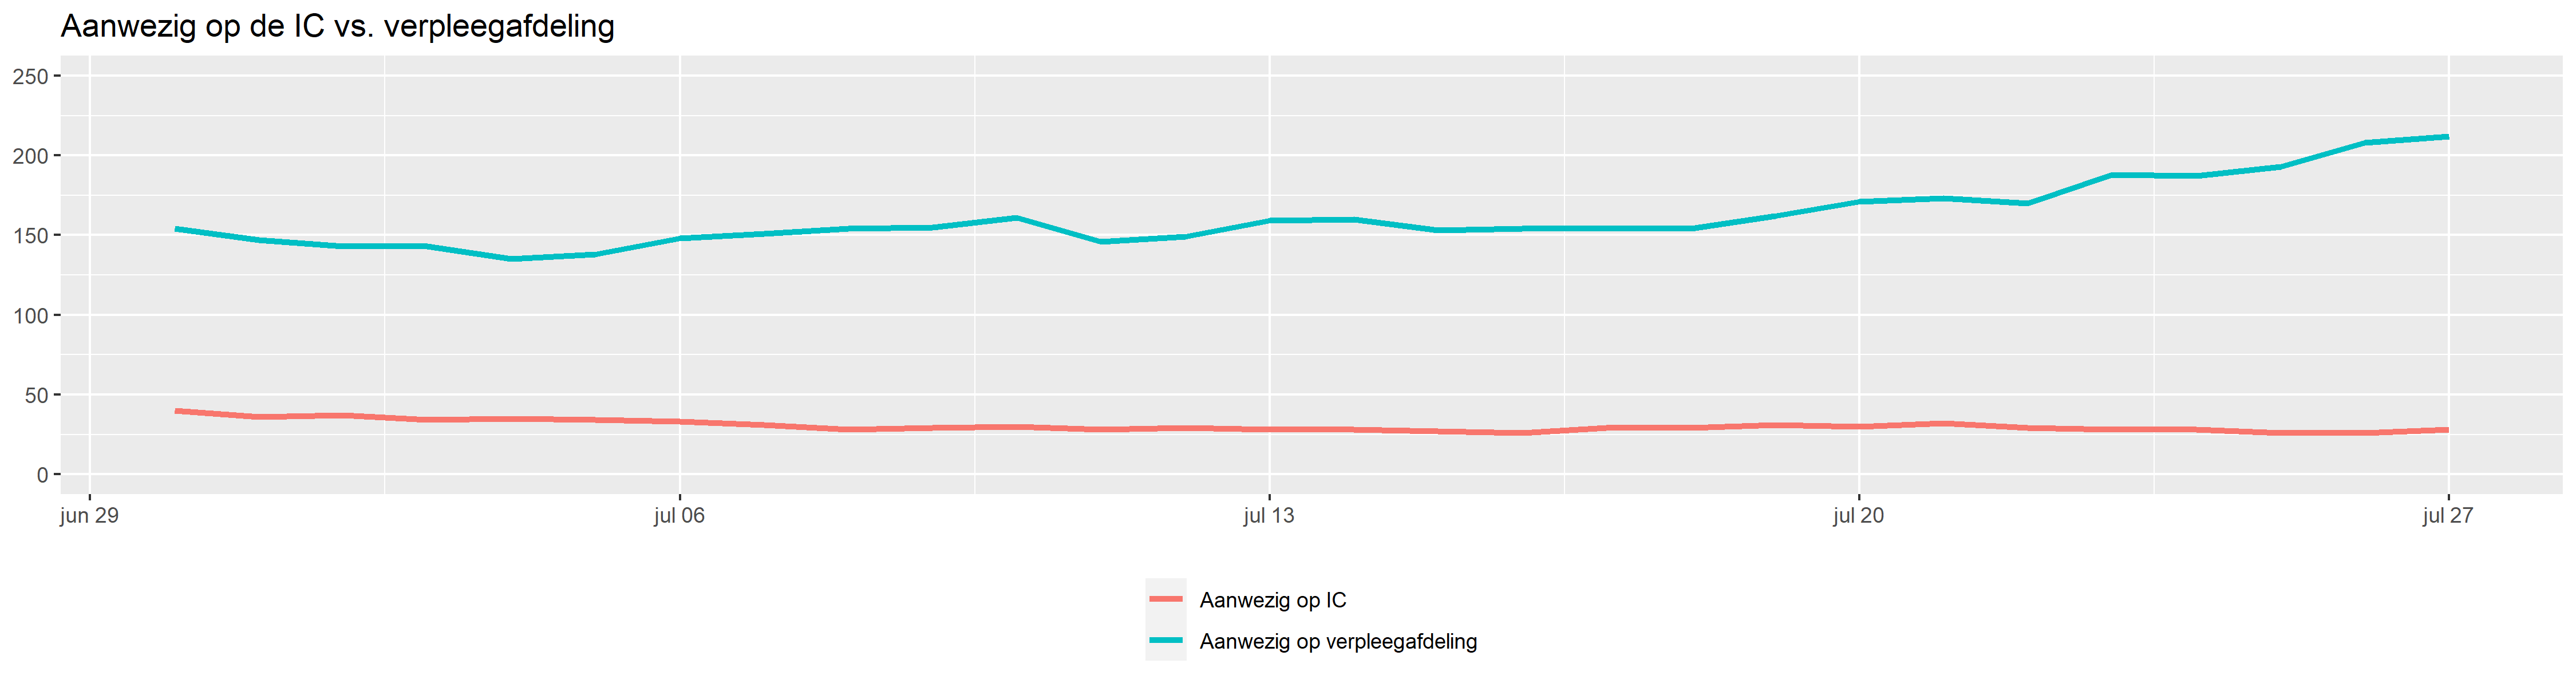 Aanwezig op de IC vs. verpleegafdeling
250
200
150
100
50
0
jun 29 jul 06 jul 13 jul 20 jul 27
Aanwezig op IC
Aanwezig op verpleegafdeling